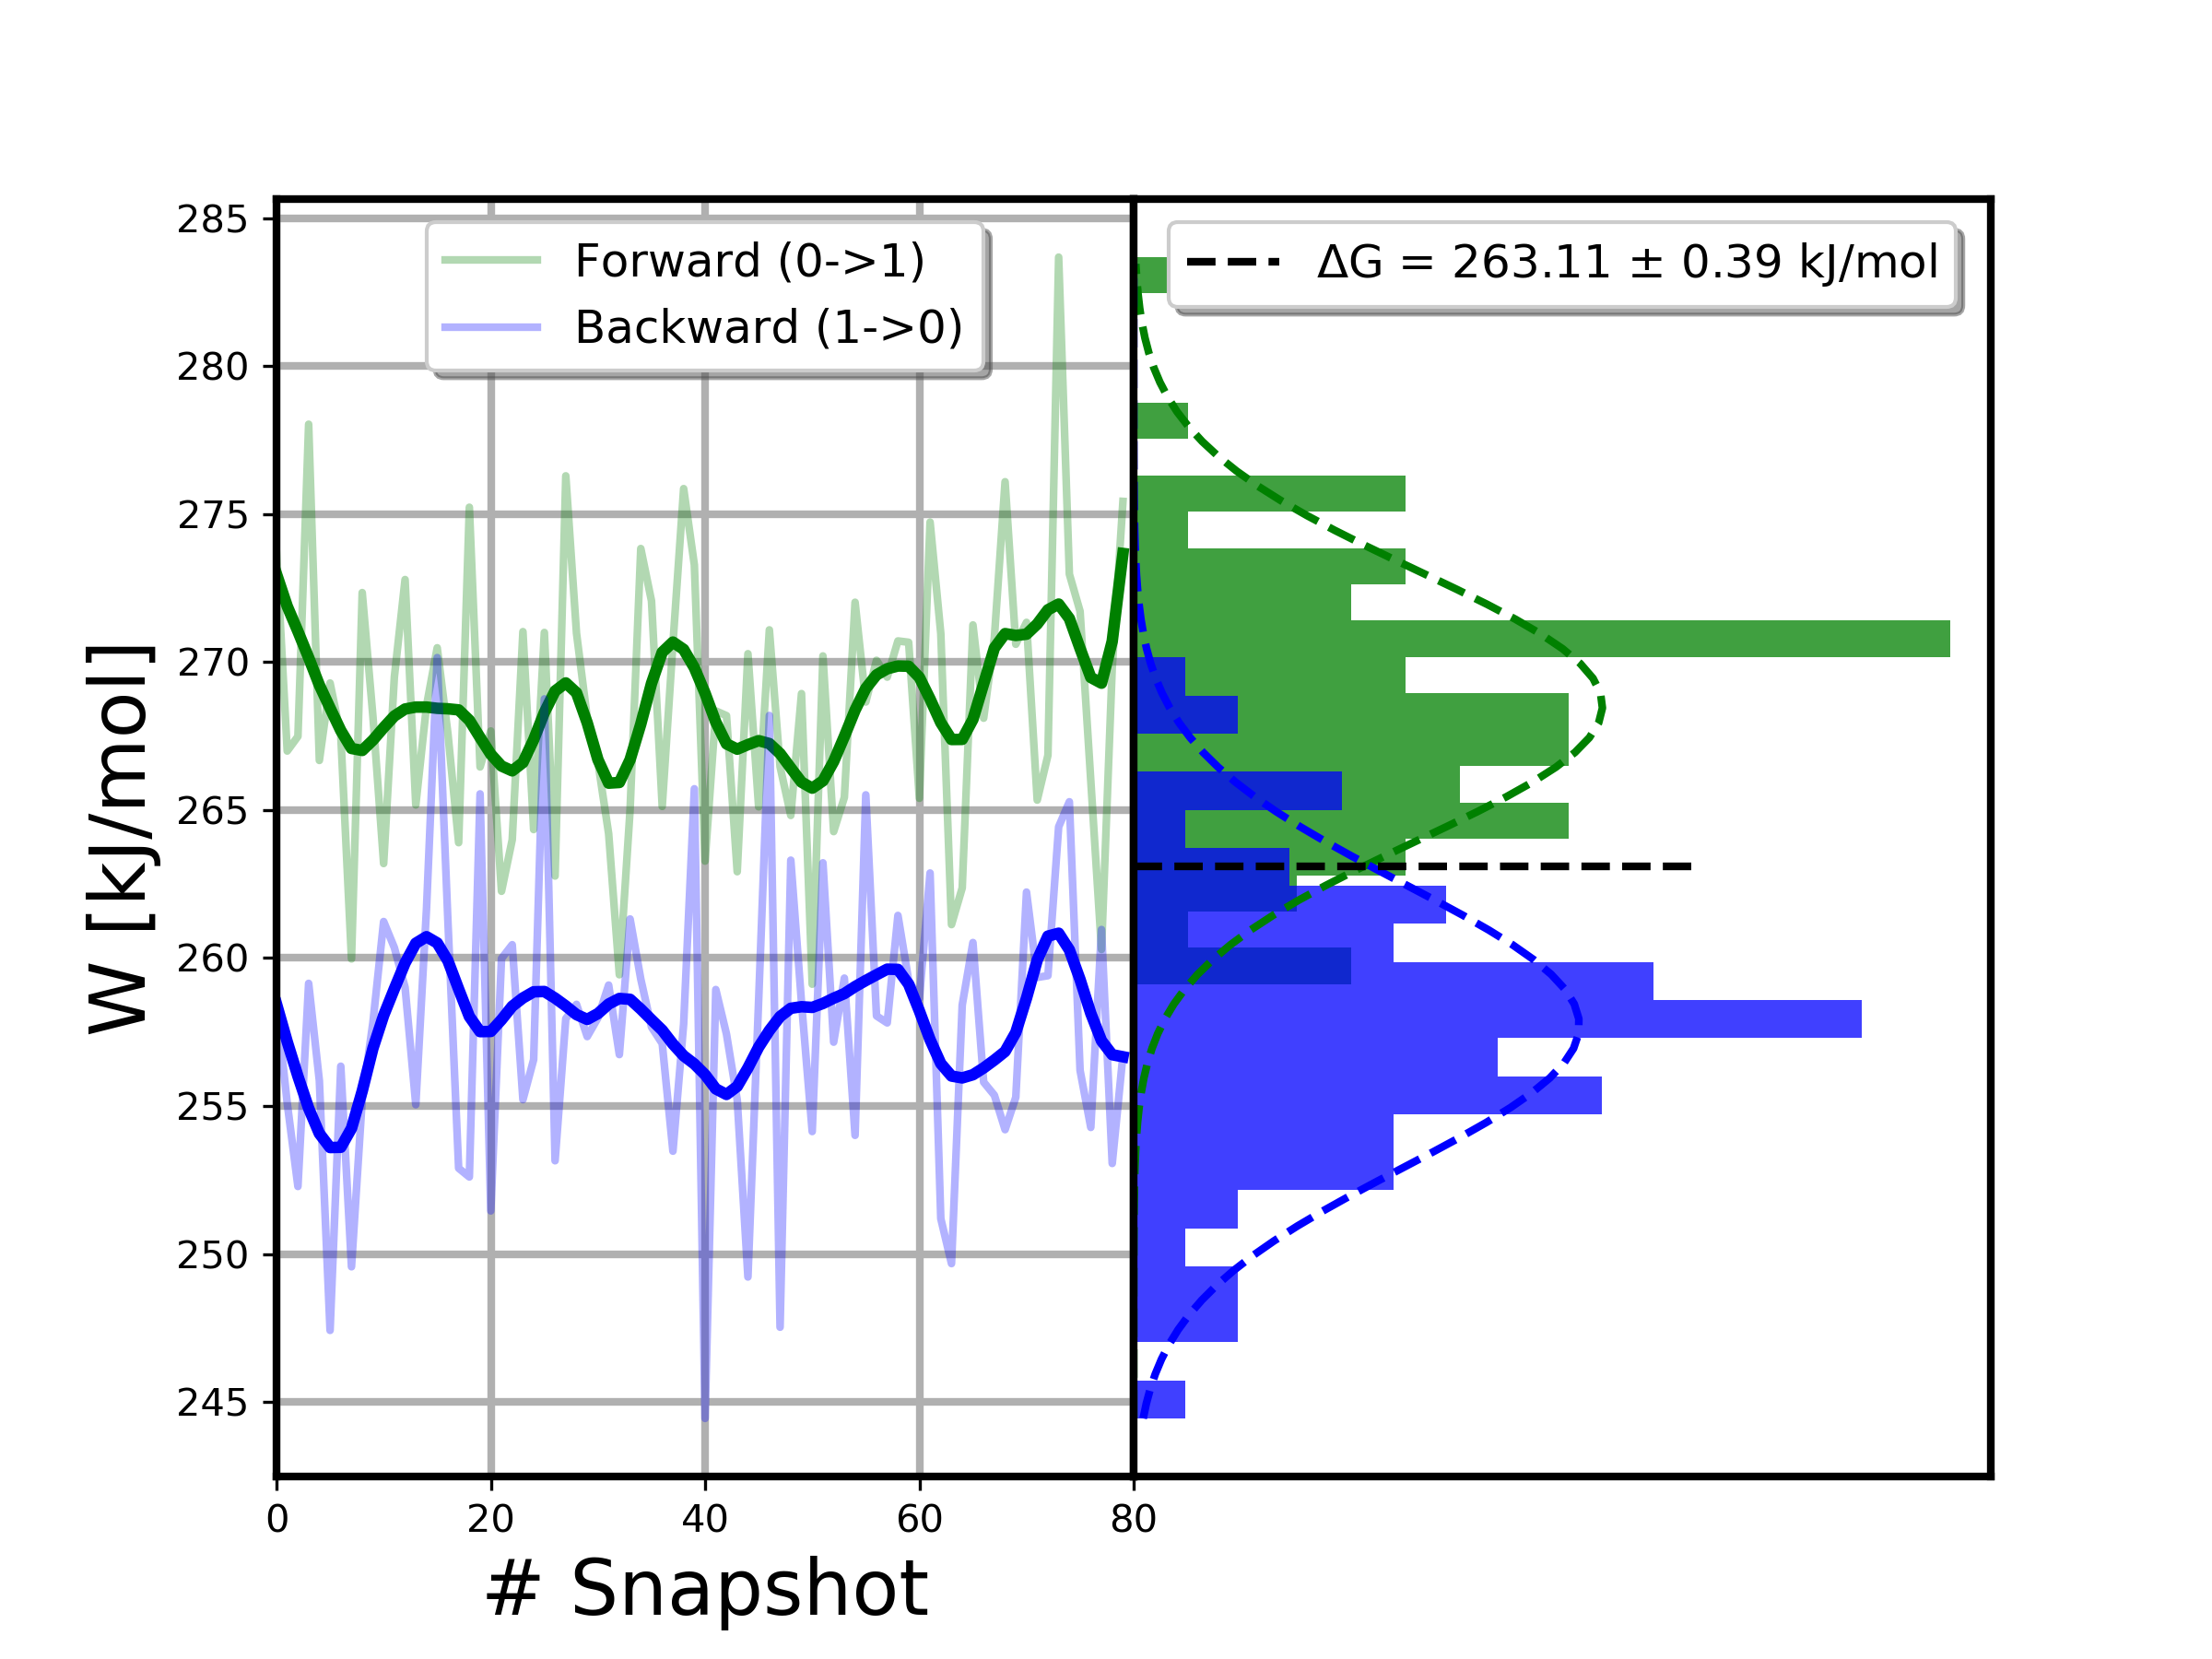 285
280
275
270
265
260
255
250
245
W [kJ/mol]
Forward (0->1)
Backward (1->0)
ΔG = 263.11 ± 0.39 kJ/mol
0 20 40 60 80
# Snapshot